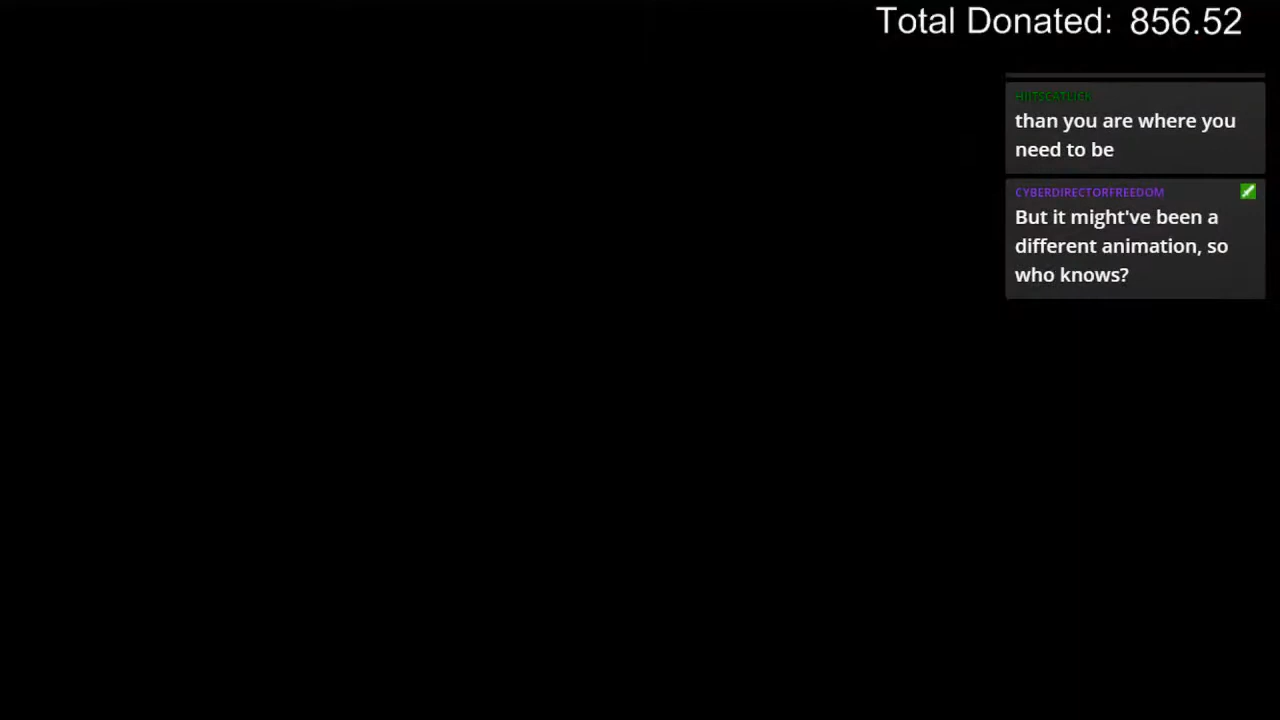 Total Donated: 856.52
HIITSCATLIEN
than you are where you
need to be
CYBERDIRECTORFREEDOM
But it might've been a
different animation, so
who knows?